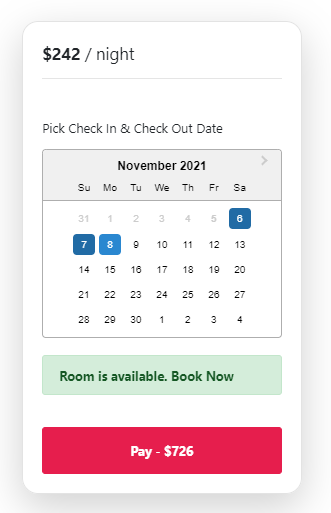 $242 / night
Pick Check In & Check Out Date
November 2021
Su Mo Tu We Th Fr Sa
31 1 2 3 4 5 6
7 8 9 10 11 12 13
14 15 16 17 18 19 20
21 22 23 24 25 26 27
28 29 30 1 2 3 4
Room is available. Book Now
Pay - $726